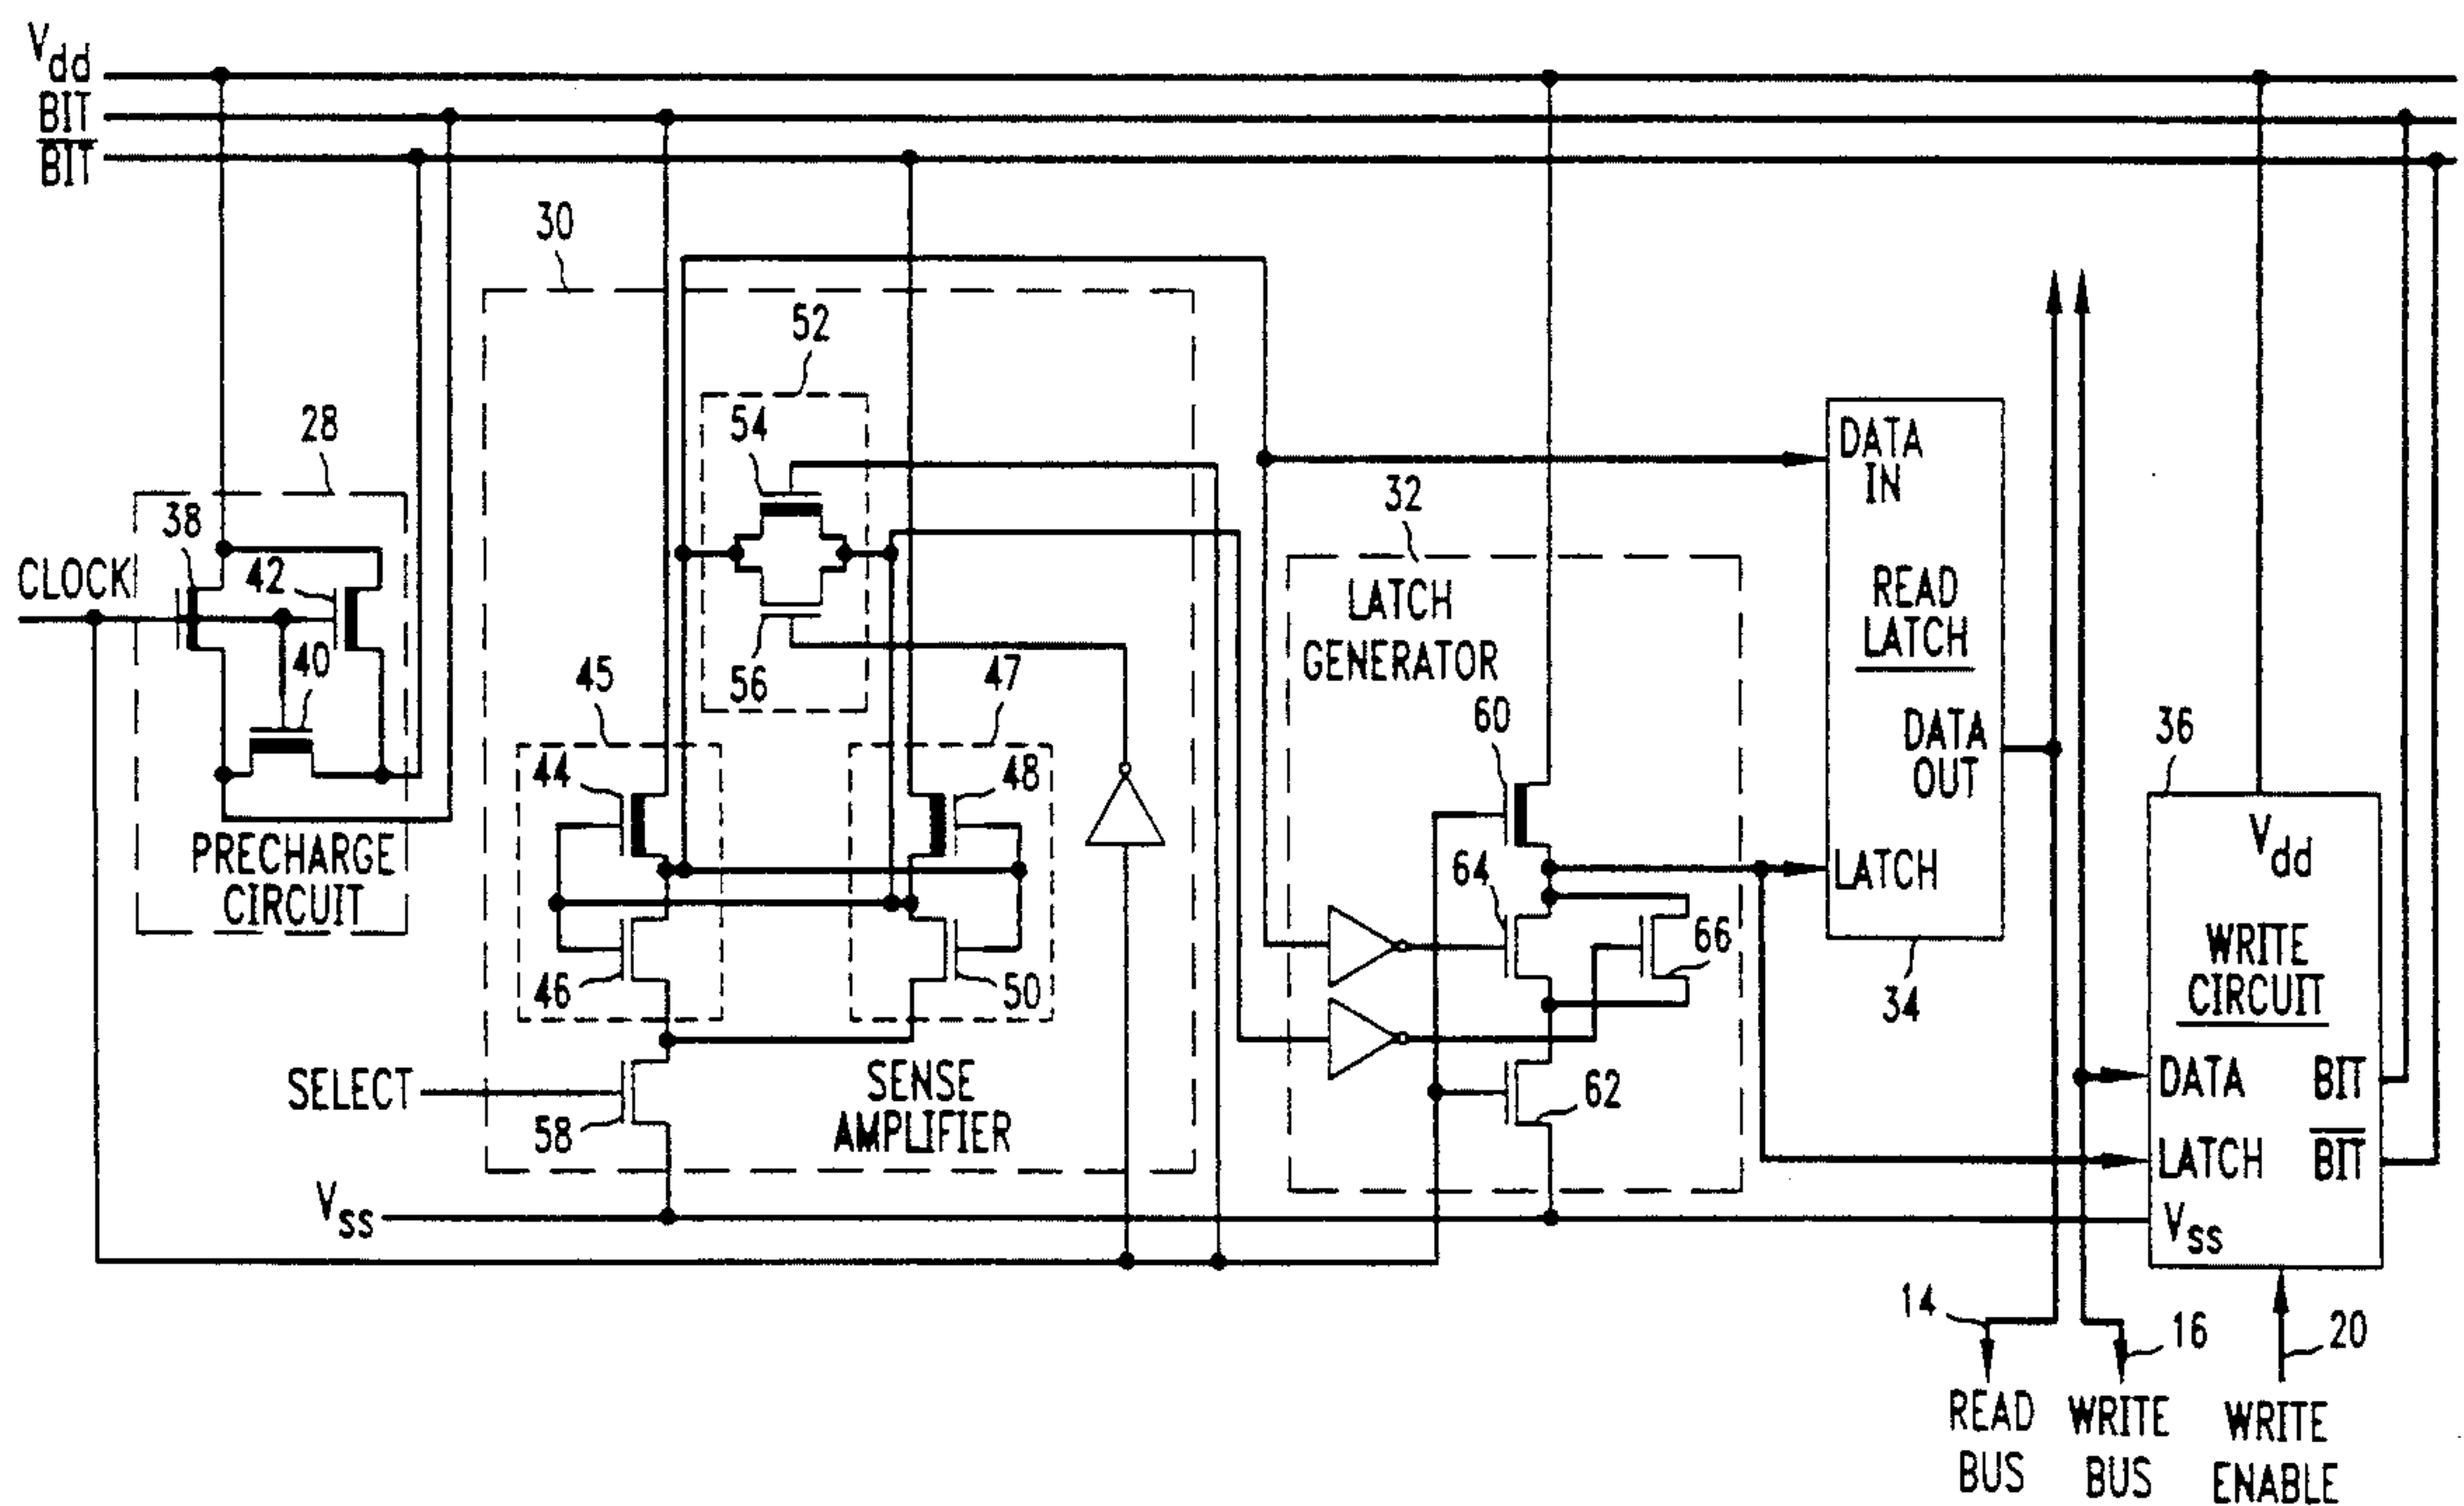 Vdd
BIT
B̅I̅T̅
30
52
54
28
38
42
CLOCK
40
PRECHARGE
CIRCUIT
56
45
47
44
48
46
50
SELECT
58
SENSE
AMPLIFIER
Vss
32
LATCH
GENERATOR
60
64
66
62
DATA
IN
READ
LATCH
DATA
OUT
LATCH
34
36
Vdd
WRITE
CIRCUIT
DATA
BIT
LATCH
B̅I̅T̅
Vss
14
16
20
READ
BUS
WRITE
BUS
WRITE
ENABLE